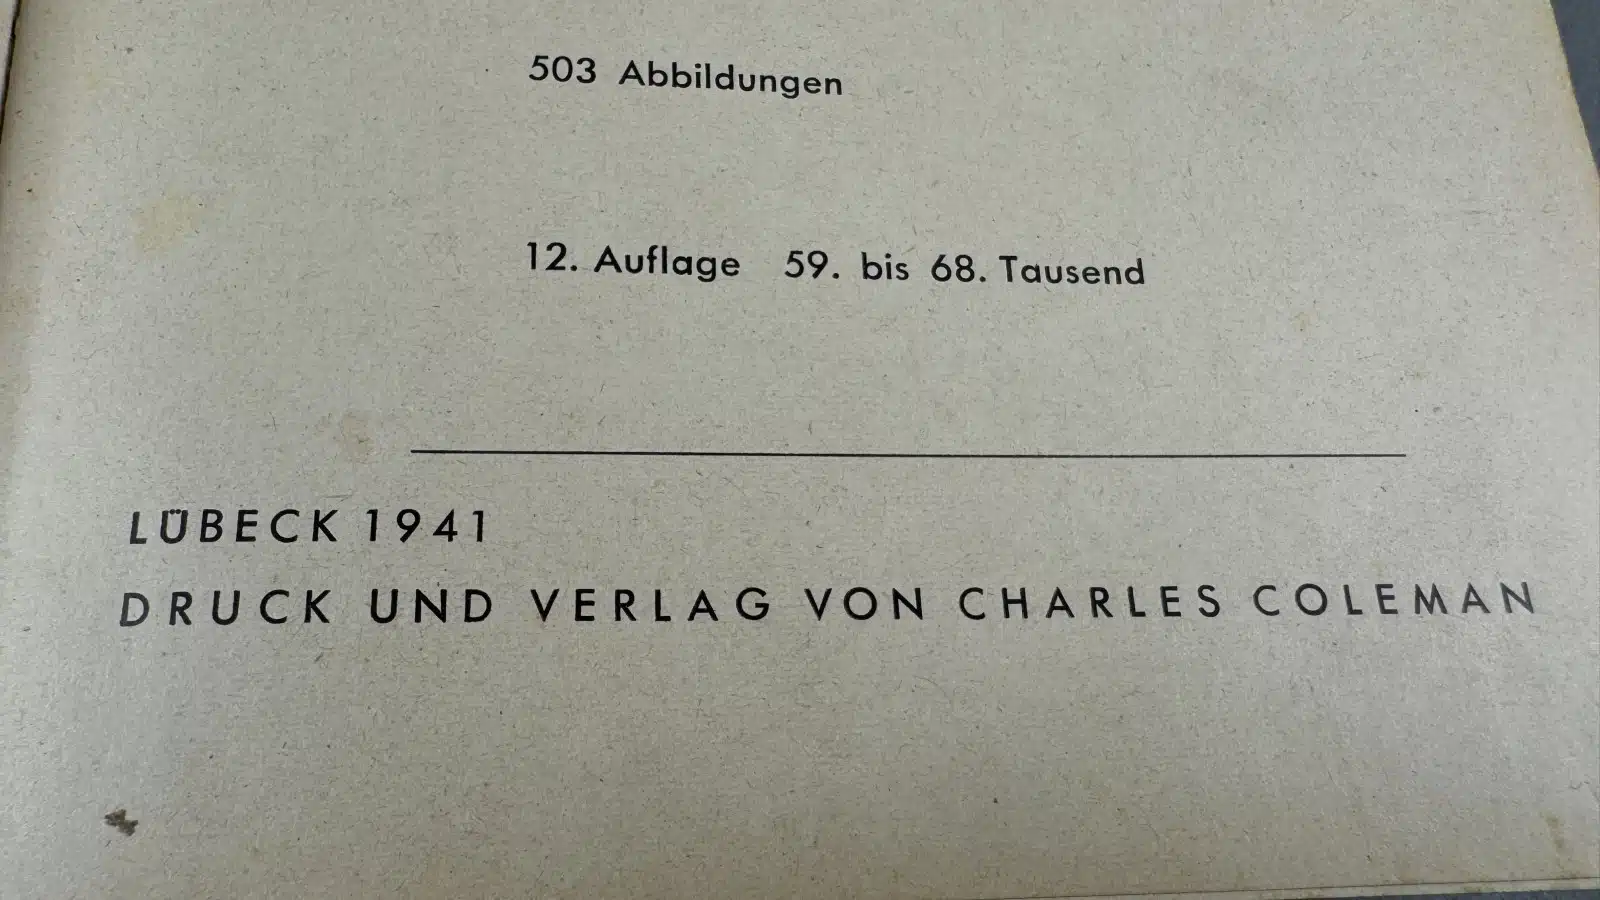 503 Abbildungen
12. Auflage 59. bis 68. Tausend
LÜBECK 1941
DRUCK UND VERLAG VON CHARLES COLEMAN